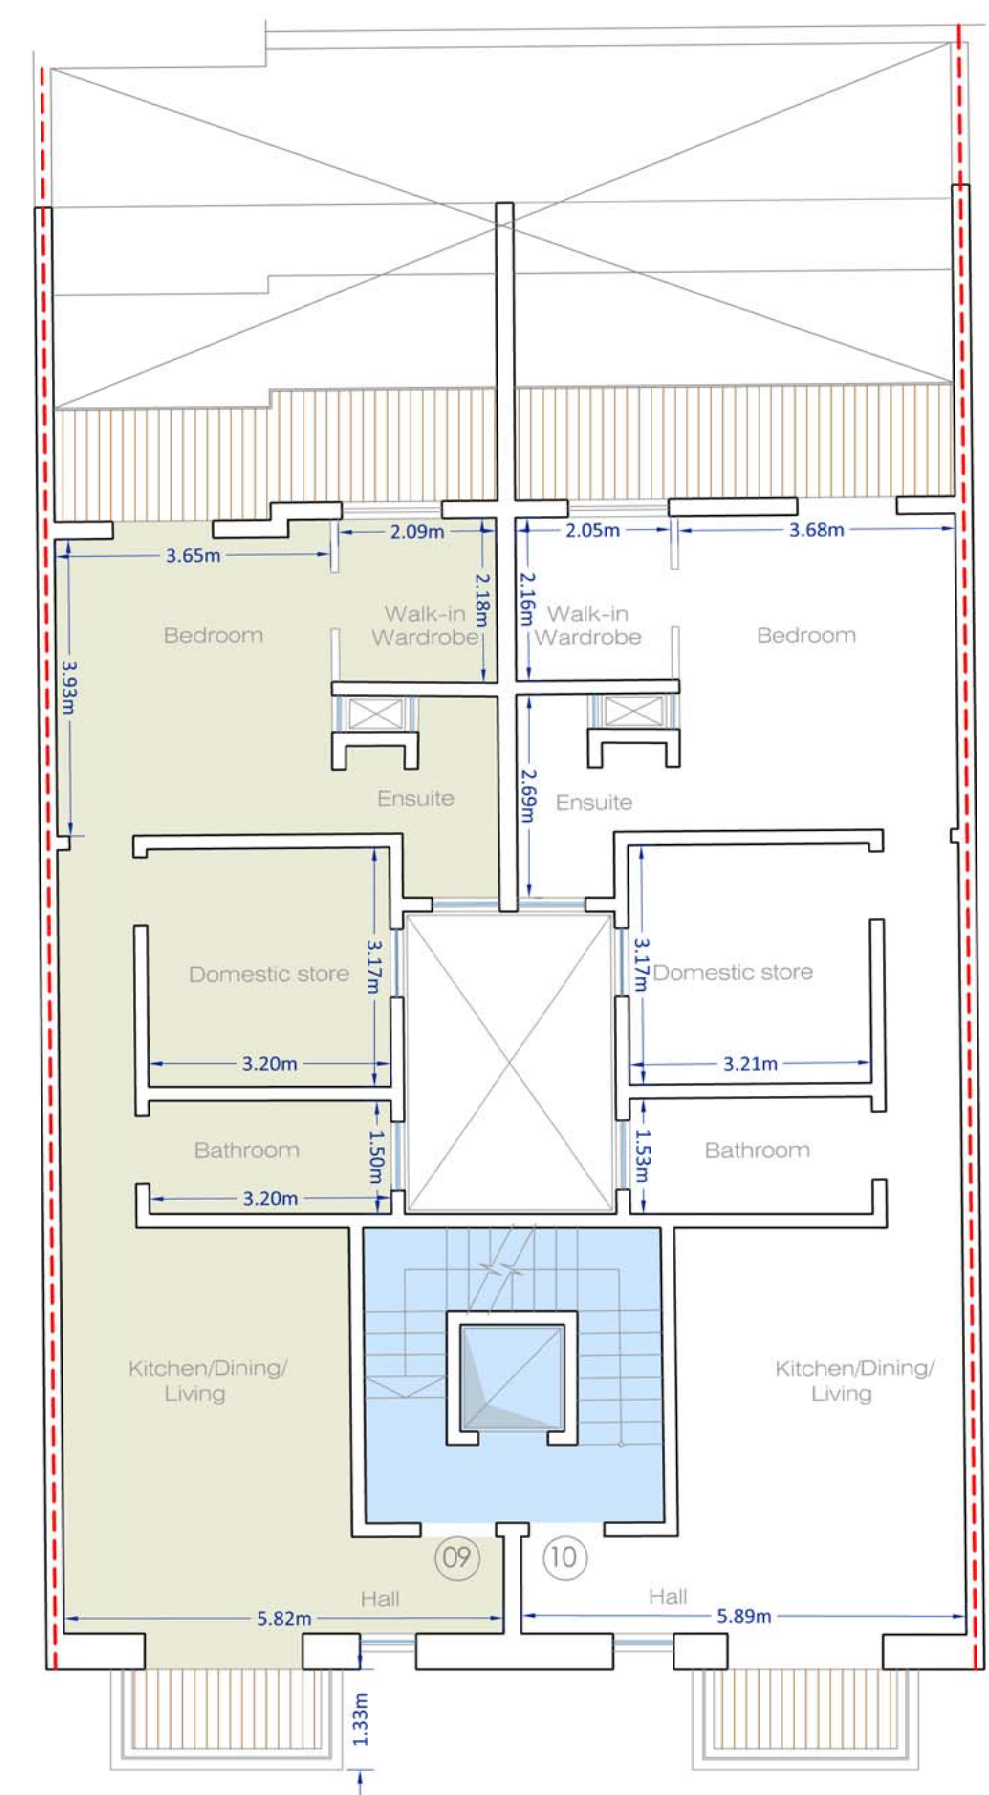 2.09m
2.05m
3.68m
3.65m
2.18m
2.16m
Walk-in
Wardrobe
Walk-in
Wardrobe
Bedroom
Bedroom
3.93m
2.69m
Ensuite
Ensuite
3.17m
3.17m
Domestic store
Domestic store
3.20m
3.21m
Bathroom
1.50m
1.53m
Bathroom
3.20m
Kitchen/Dining/
Living
Kitchen/Dining/
Living
09
10
Hall
Hall
5.82m
5.89m
1.33m